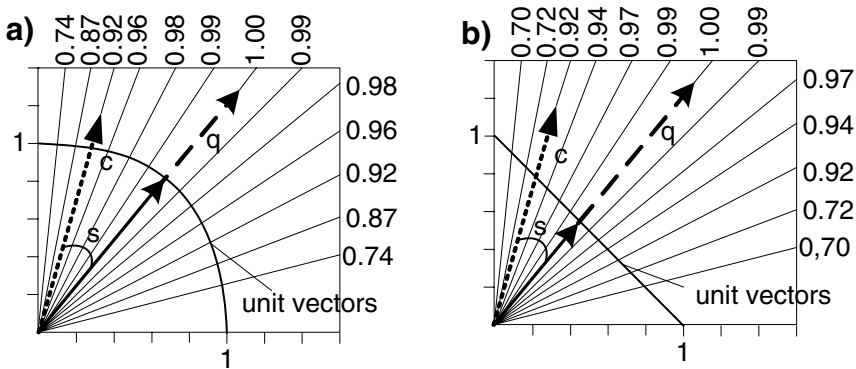 a)
0.74 0.87 0.92 0.96 0.98 0.99 1.00 0.99
0.98
0.96
0.92
0.87
0.74
1
c
q
s
unit vectors
1
b)
0.70 0.72 0.92 0.94 0.97 0.99 1.00 0.99
0.97
0.94
0.92
0.72
0,70
1
c
q
s
unit vectors
1